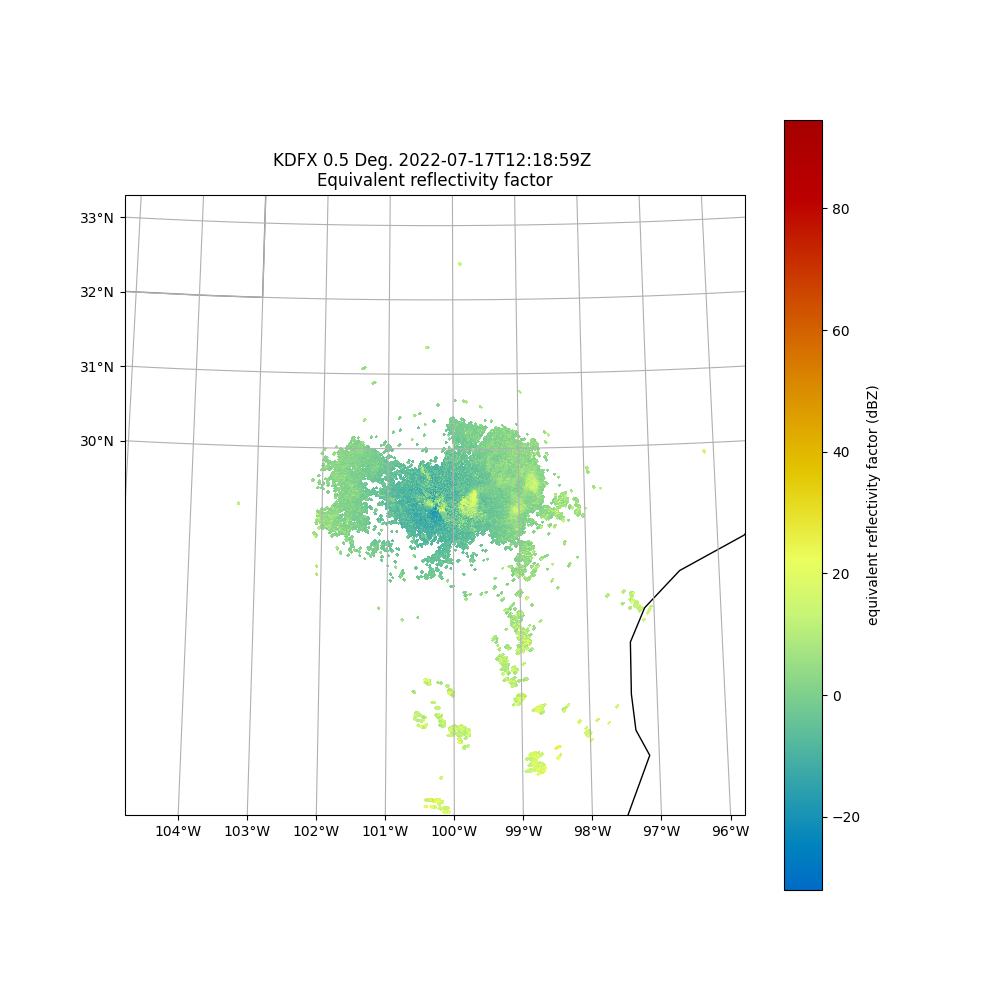 KDFX 0.5 Deg. 2022-07-17T12:18:59Z
Equivalent reflectivity factor
33°N
32°N
31°N
30°N
104°W 103°W 102°W 101°W 100°W 99°W 98°W 97°W 96°W
80
60
40
20
0
−20
equivalent reflectivity factor (dBZ)